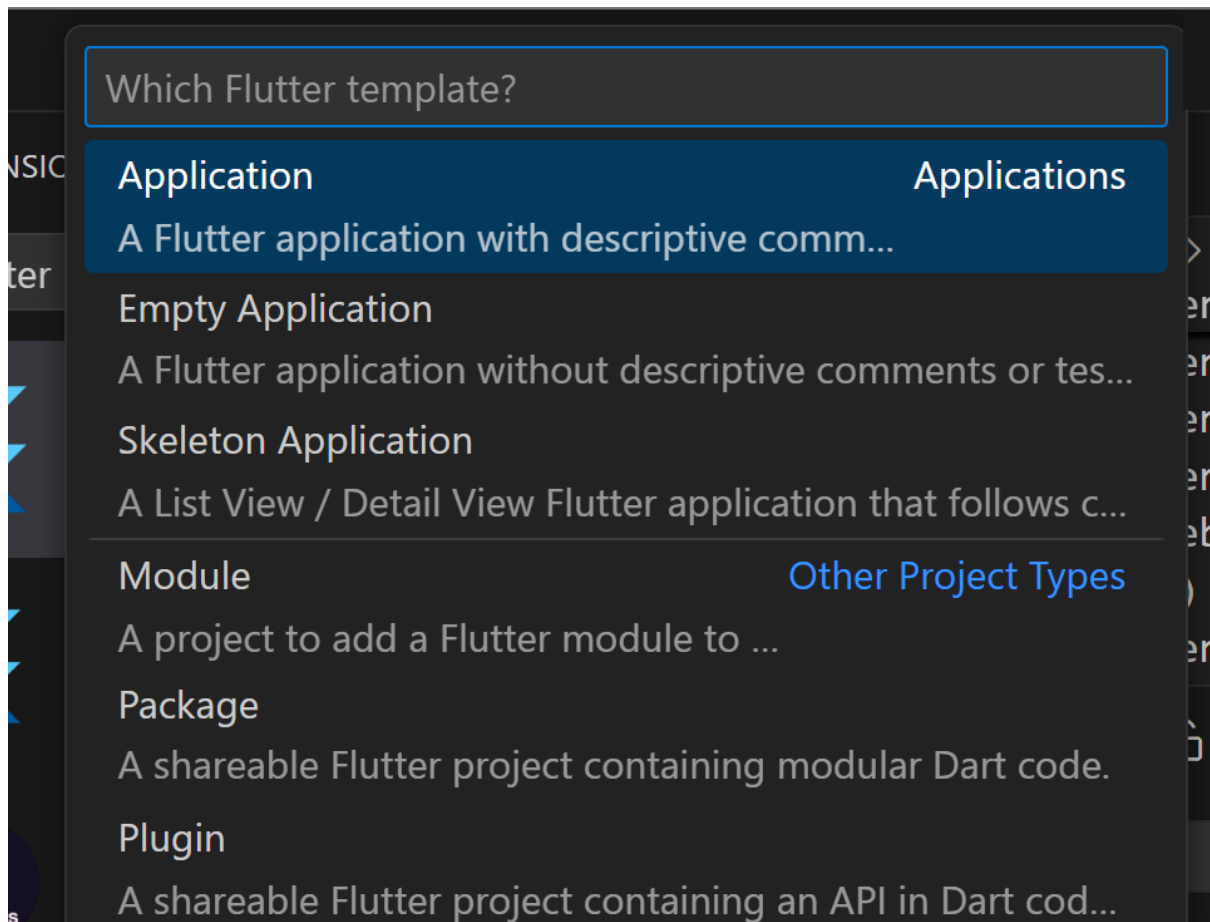 Which Flutter template?
Application Applications
A Flutter application with descriptive comm...
Empty Application
A Flutter application without descriptive comments or tes...
Skeleton Application
A List View / Detail View Flutter application that follows c...
Module Other Project Types
A project to add a Flutter module to ...
Package
A shareable Flutter project containing modular Dart code.
Plugin
A shareable Flutter project containing an API in Dart cod...